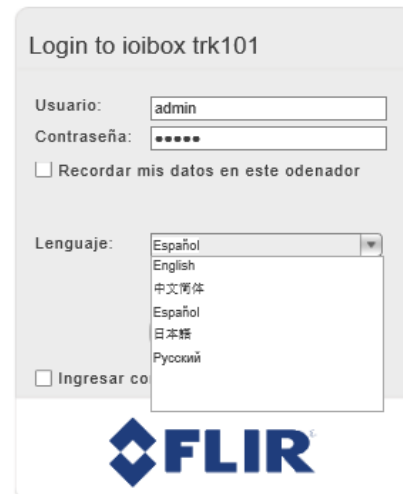 Login to ioibox trk101
Usuario: admin
Contraseña: •••••
Recordar mis datos en este odenador
Lenguaje: Español
English
中文简体
Español
日本語
Русский
Ingresar co
FLIR